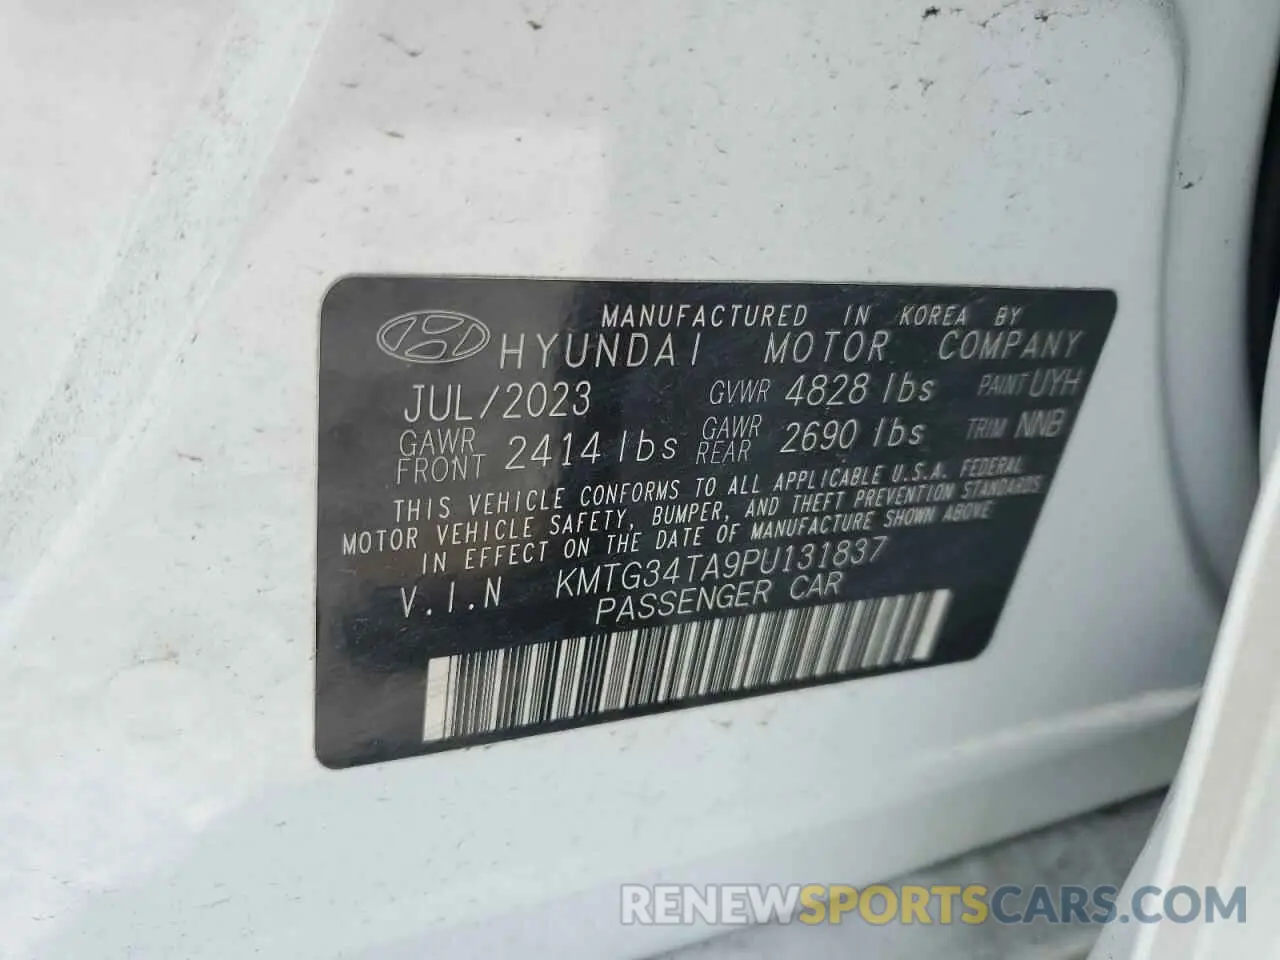 MANUFACTURED IN KOREA BY
HYUNDAI MOTOR COMPANY
JUL/2023 GVWR 4828 lbs PAINT UYH
GAWR FRONT 2414 lbs GAWR REAR 2690 lbs TRIM NNB
THIS VEHICLE CONFORMS TO ALL APPLICABLE U.S.A. FEDERAL
MOTOR VEHICLE SAFETY, BUMPER, AND THEFT PREVENTION STANDARDS
IN EFFECT ON THE DATE OF MANUFACTURE SHOWN ABOVE
V.I.N KMTG34TA9PU131837
PASSENGER CAR
RENEWSPORTSCARS.COM